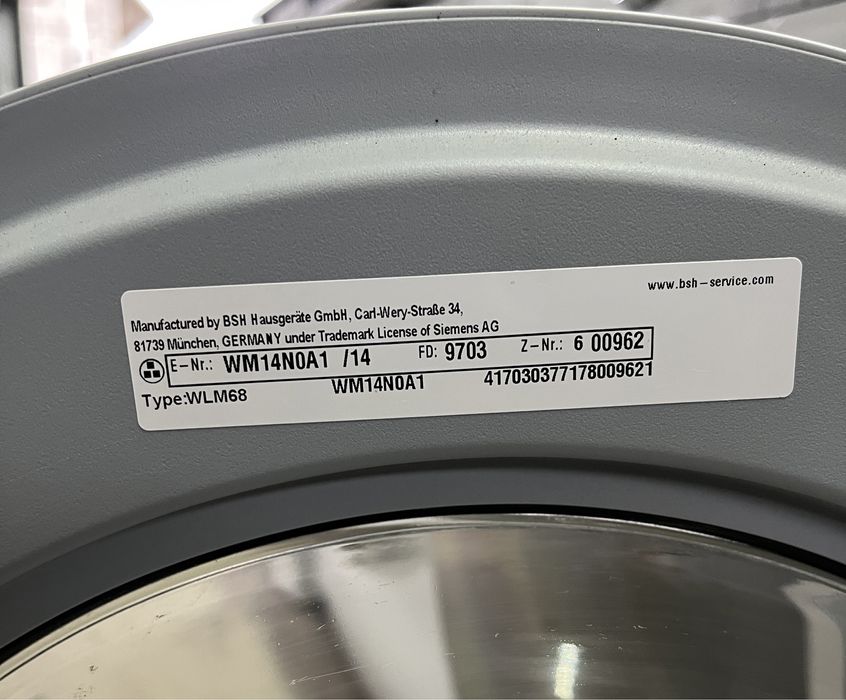 www.bsh-service.com
Manufactured by BSH Hausgeräte GmbH, Carl-Wery-Straße 34,
81739 München, GERMANY under Trademark License of Siemens AG
E-Nr.: WM14N0A1 /14 FD: 9703 Z-Nr.: 6 00962
Type:WLM68 WM14N0A1 417030377178009621